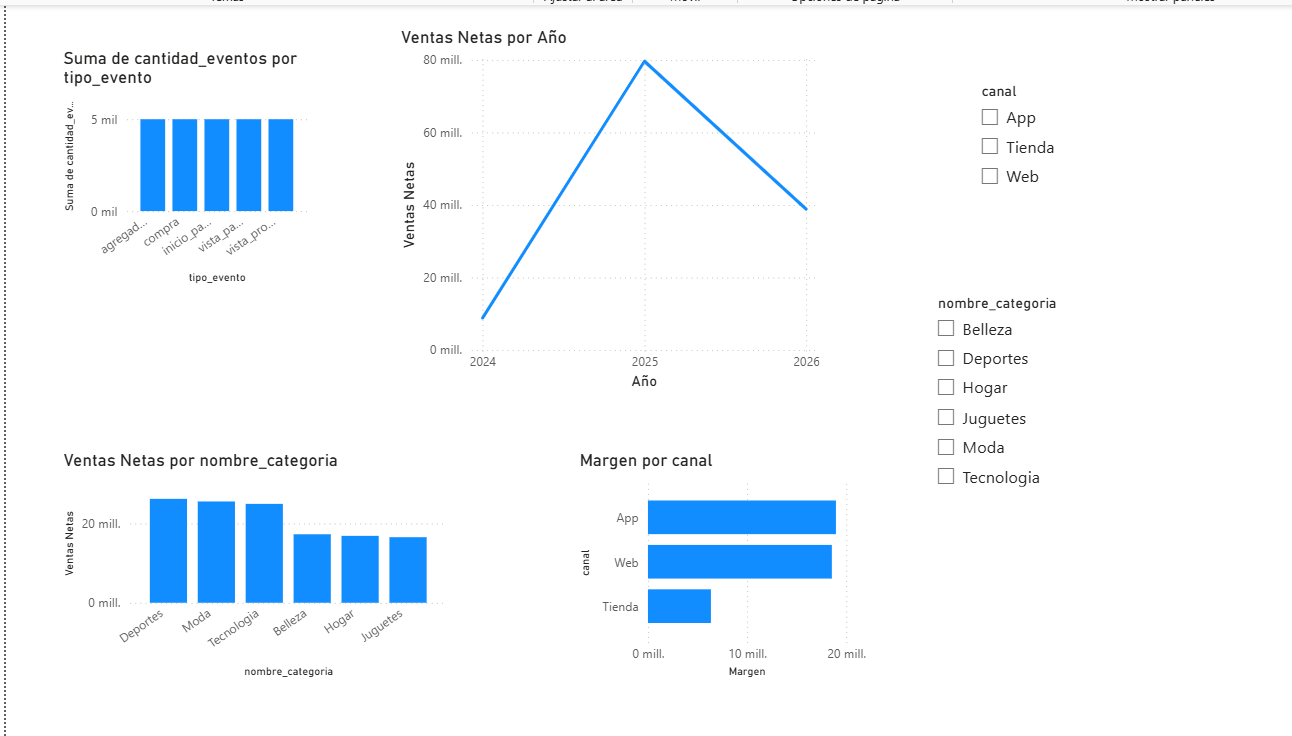 Suma de cantidad_eventos por
tipo_evento
Suma de cantidad_ev...
5 mil
0 mil
agregad...
compra
inicio_pa...
vista_pa...
vista_pro...
tipo_evento
Ventas Netas por Año
Ventas Netas
80 mill.
60 mill.
40 mill.
20 mill.
0 mill.
2024
2025
2026
Año
canal
App
Tienda
Web
nombre_categoria
Belleza
Deportes
Hogar
Juguetes
Moda
Tecnologia
Ventas Netas por nombre_categoria
Ventas Netas
20 mill.
0 mill.
Deportes
Moda
Tecnologia
Belleza
Hogar
Juguetes
nombre_categoria
Margen por canal
canal
App
Web
Tienda
0 mill.
10 mill.
20 mill.
Margen